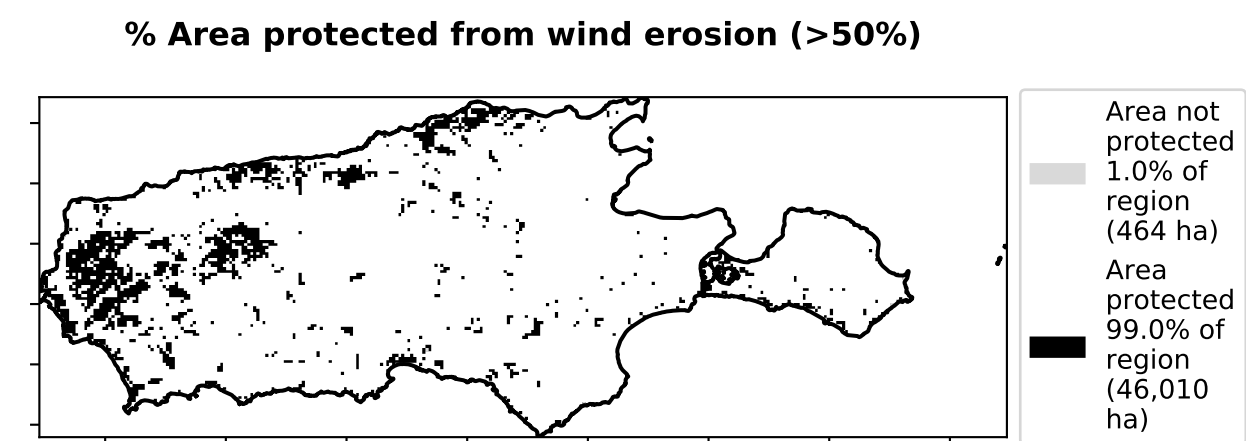 % Area protected from wind erosion (>50%)
Area not
protected
1.0% of
region
(464 ha)
Area
protected
99.0% of
region
(46,010
ha)